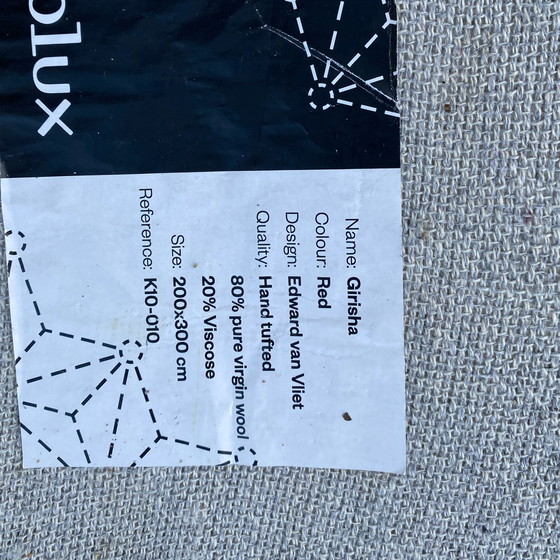 olux
Name: Girisha
Colour: Red
Design: Edward van Vliet
Quality: Hand tufted
80% pure virgin wool
20% Viscose
Size: 200x300 cm
Reference: K10-010